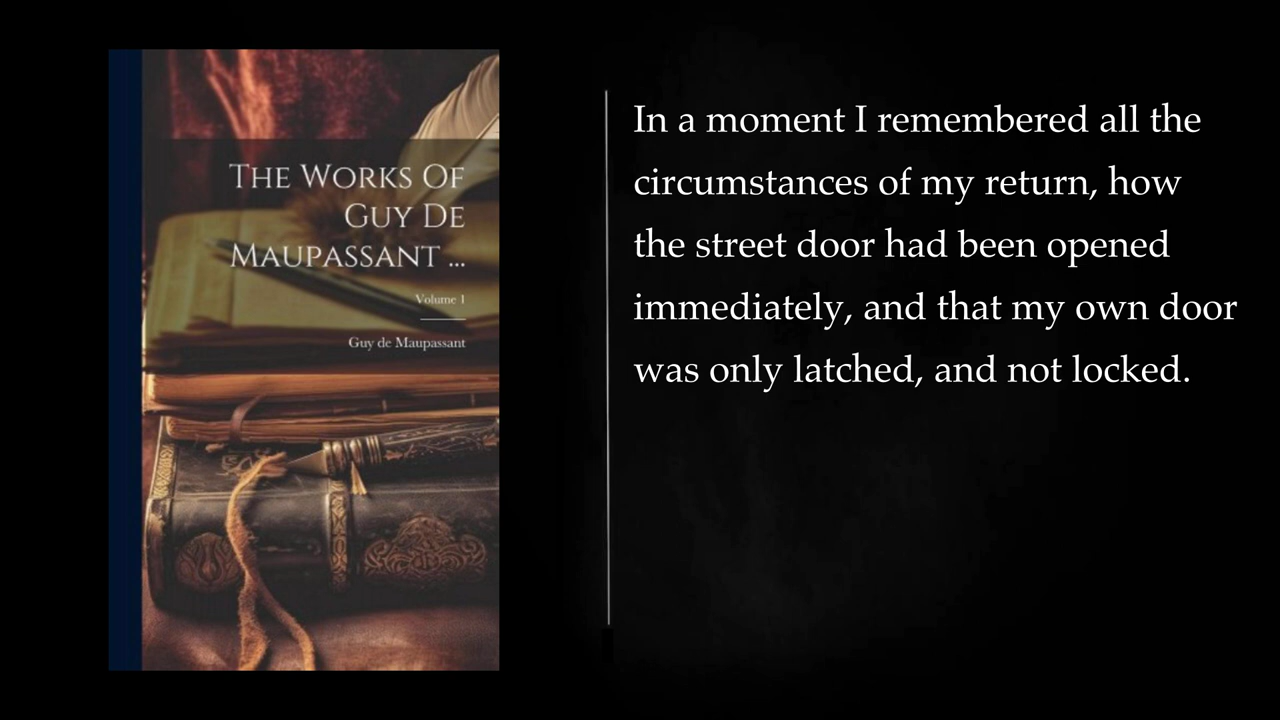 The Works Of
Guy De
Maupassant ...
Volume 1
Guy de Maupassant
In a moment I remembered all the
circumstances of my return, how
the street door had been opened
immediately, and that my own door
was only latched, and not locked.